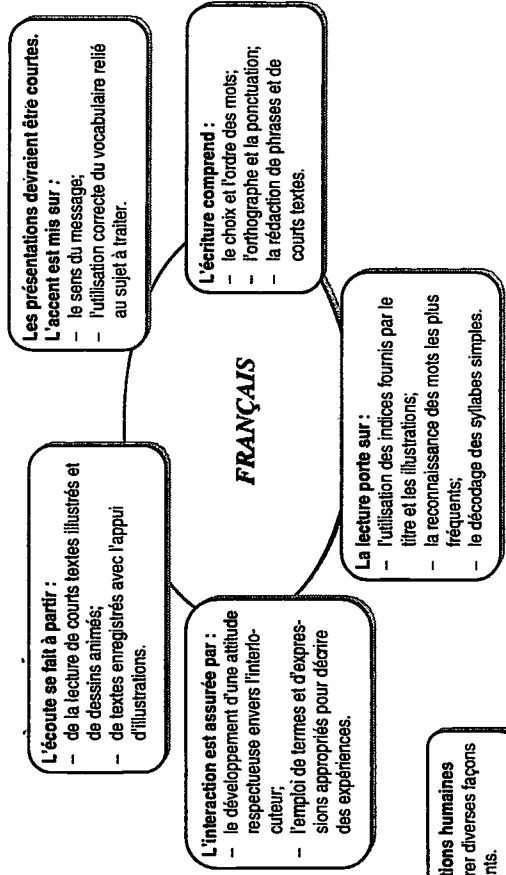 L'écoute se fait à partir :
– de la lecture de courts textes illustrés et
de dessins animés;
– de textes enregistrés avec l'appui
d'illustrations.
Les présentations devraient être courtes.
L'accent est mis sur :
– le sens du message;
– l'utilisation correcte du vocabulaire relié
au sujet à traiter.
L'interaction est assurée par :
– le développement d'une attitude
respectueuse envers l'interlo-
cuteur;
– l'emploi de termes et d'expres-
sions appropriés pour décrire
des expériences.
FRANÇAIS
L'écriture comprend :
– le choix et l'ordre des mots;
– l'orthographe et la ponctuation;
– la rédaction de phrases et de
courts textes.
La lecture porte sur :
– l'utilisation des indices fournis par le
titre et les illustrations;
– la reconnaissance des mots les plus
fréquents;
– le décodage des syllabes simples.
humaines
diverses façons